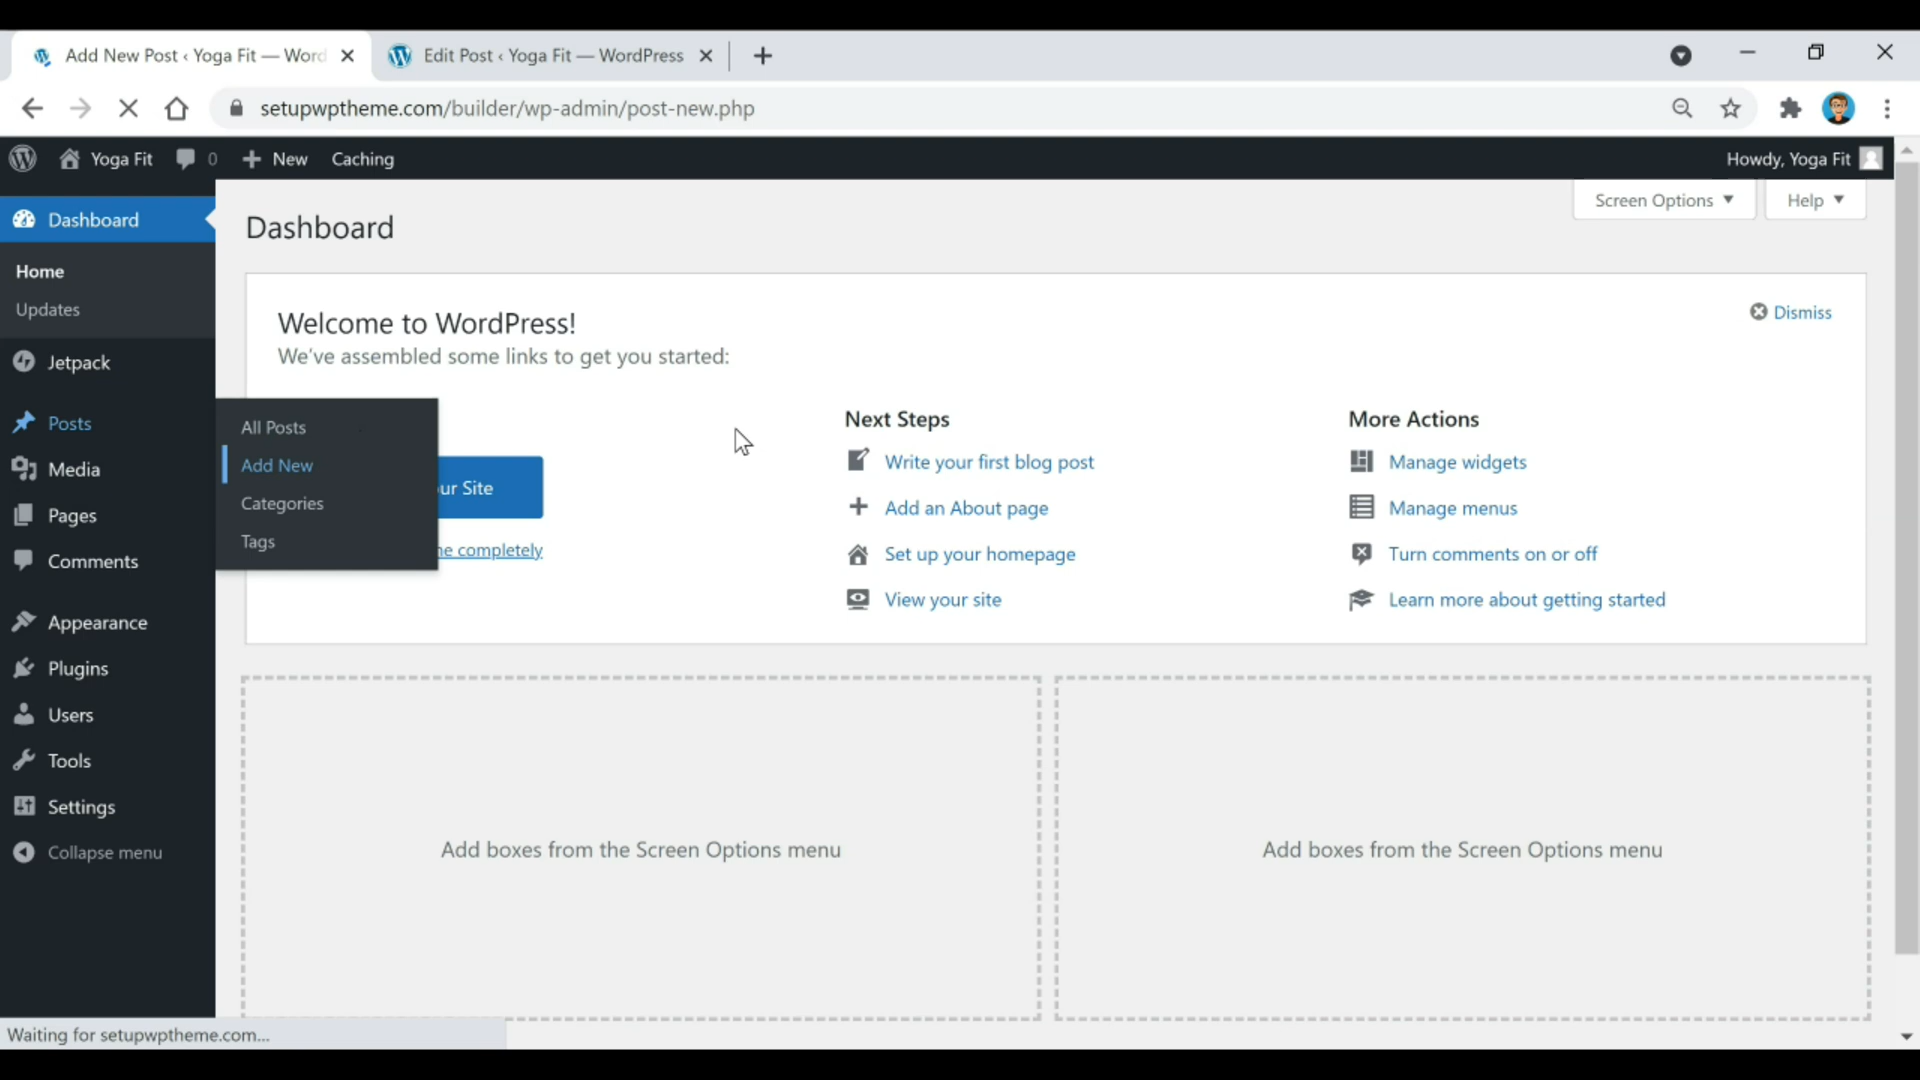 Add New Post ‹ Yoga Fit — Word
Edit Post ‹ Yoga Fit — WordPress
setupwptheme.com/builder/wp-admin/post-new.php
Yoga Fit
0
New
Caching
Howdy, Yoga Fit
Dashboard
Home
Updates
Jetpack
Posts
Media
Pages
Comments
Appearance
Plugins
Users
Tools
Settings
Collapse menu
All Posts
Add New
Categories
Tags
Screen Options
Help
Dashboard
Welcome to WordPress!
We've assembled some links to get you started:
Dismiss
ur Site
e completely
Next Steps
Write your first blog post
Add an About page
Set up your homepage
View your site
More Actions
Manage widgets
Manage menus
Turn comments on or off
Learn more about getting started
Add boxes from the Screen Options menu
Add boxes from the Screen Options menu
Waiting for setupwptheme.com...